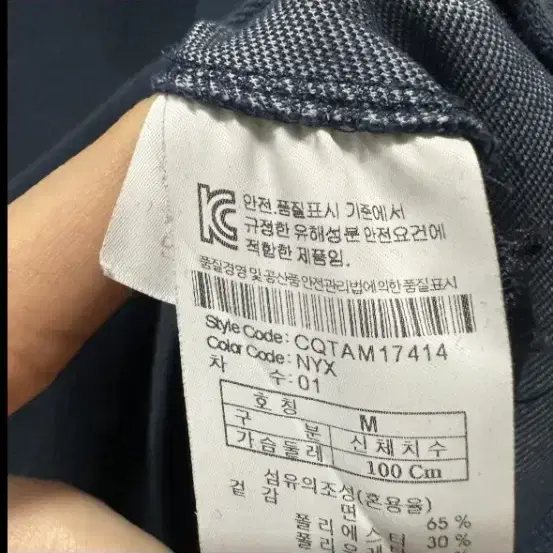 KC 안전.품질표시 기준에서
규정한 유해성분 안전요건에
적합한 제품임.
품질경영 및 공산품안전관리법에의한 품질표시
Style Code: CQTAM17414
Color Code: NYX
차 수: 01
호칭 M
구 부 신체치수
가슴둘레 100 Cm
섬유의조성(혼용율)
겉감 면 65 %
폴리에스터 30 %